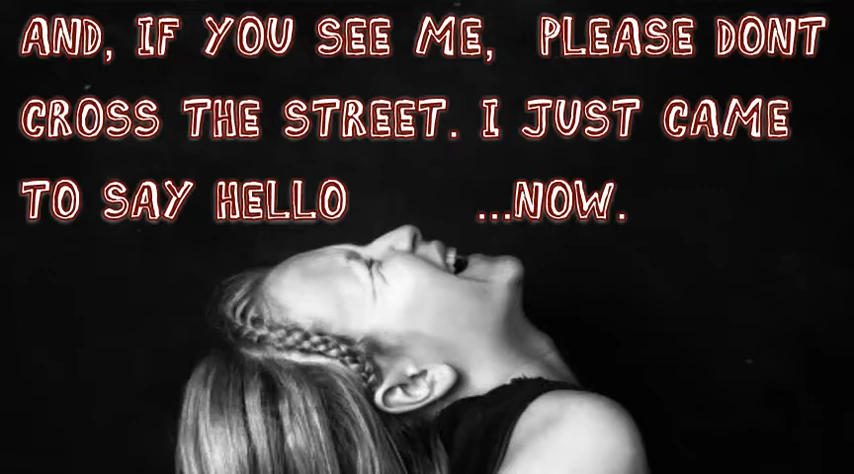 AND, IF YOU SEE ME, PLEASE DONT
CROSS THE STREET. I JUST CAME
TO SAY HELLO ...NOW.